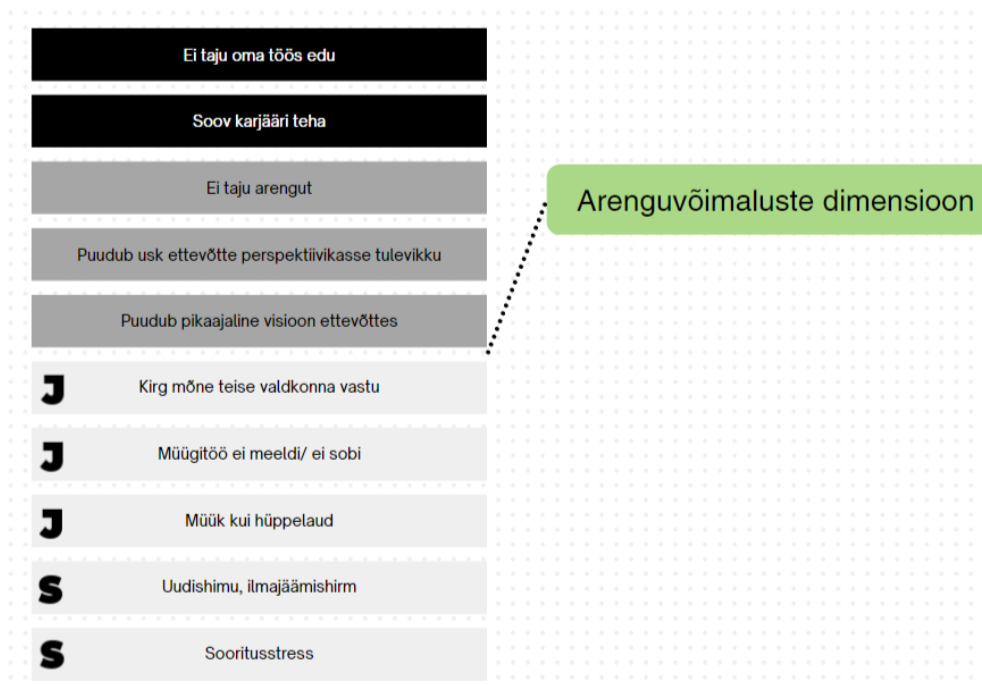 Ei taju oma töös edu
Soov karjääri teha
Ei taju arengut
Puudub usk ettevõtte perspektiivikasse tulevikku
Puudub pikaajaline visioon ettevõttes
Arenguvõimaluste dimensioon
J Kirg mõne teise valdkonna vastu
J Müügitöö ei meeldi/ ei sobi
J Müük kui hüppelaud
S Uudishimu, ilmajäämishirm
S Sooritusstress